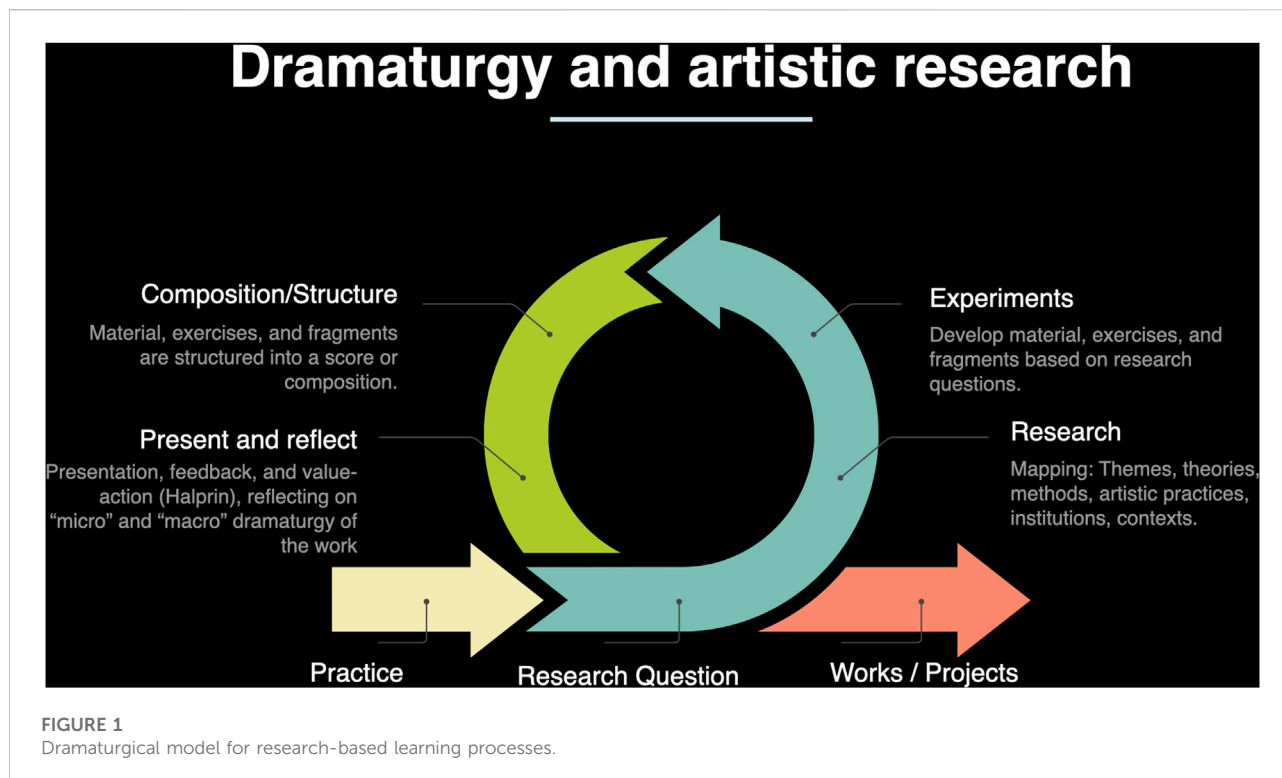 Dramaturgy and artistic research
Composition/Structure
Material, exercises, and fragments
are structured into a score or
composition.
Present and reflect
Presentation, feedback, and value-
action (Halprin), reflecting on
“micro” and “macro” dramaturgy of
the work
Experiments
Develop material, exercises, and
fragments based on research
questions.
Research
Mapping: Themes, theories,
methods, artistic practices,
institutions, contexts.
Practice
Research Question
Works / Projects
FIGURE 1
Dramaturgical model for research-based learning processes.